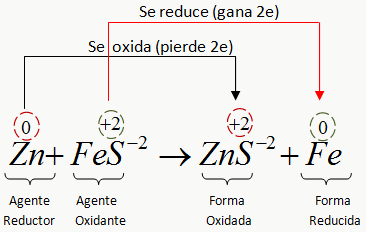 Se reduce (gana 2e)
Se oxida (pierde 2e)
0 +2 +2 0
Zn + FeS⁻² → ZnS⁻² + Fe
Agente Agente Forma Forma
Reductor Oxidante Oxidada Reducida